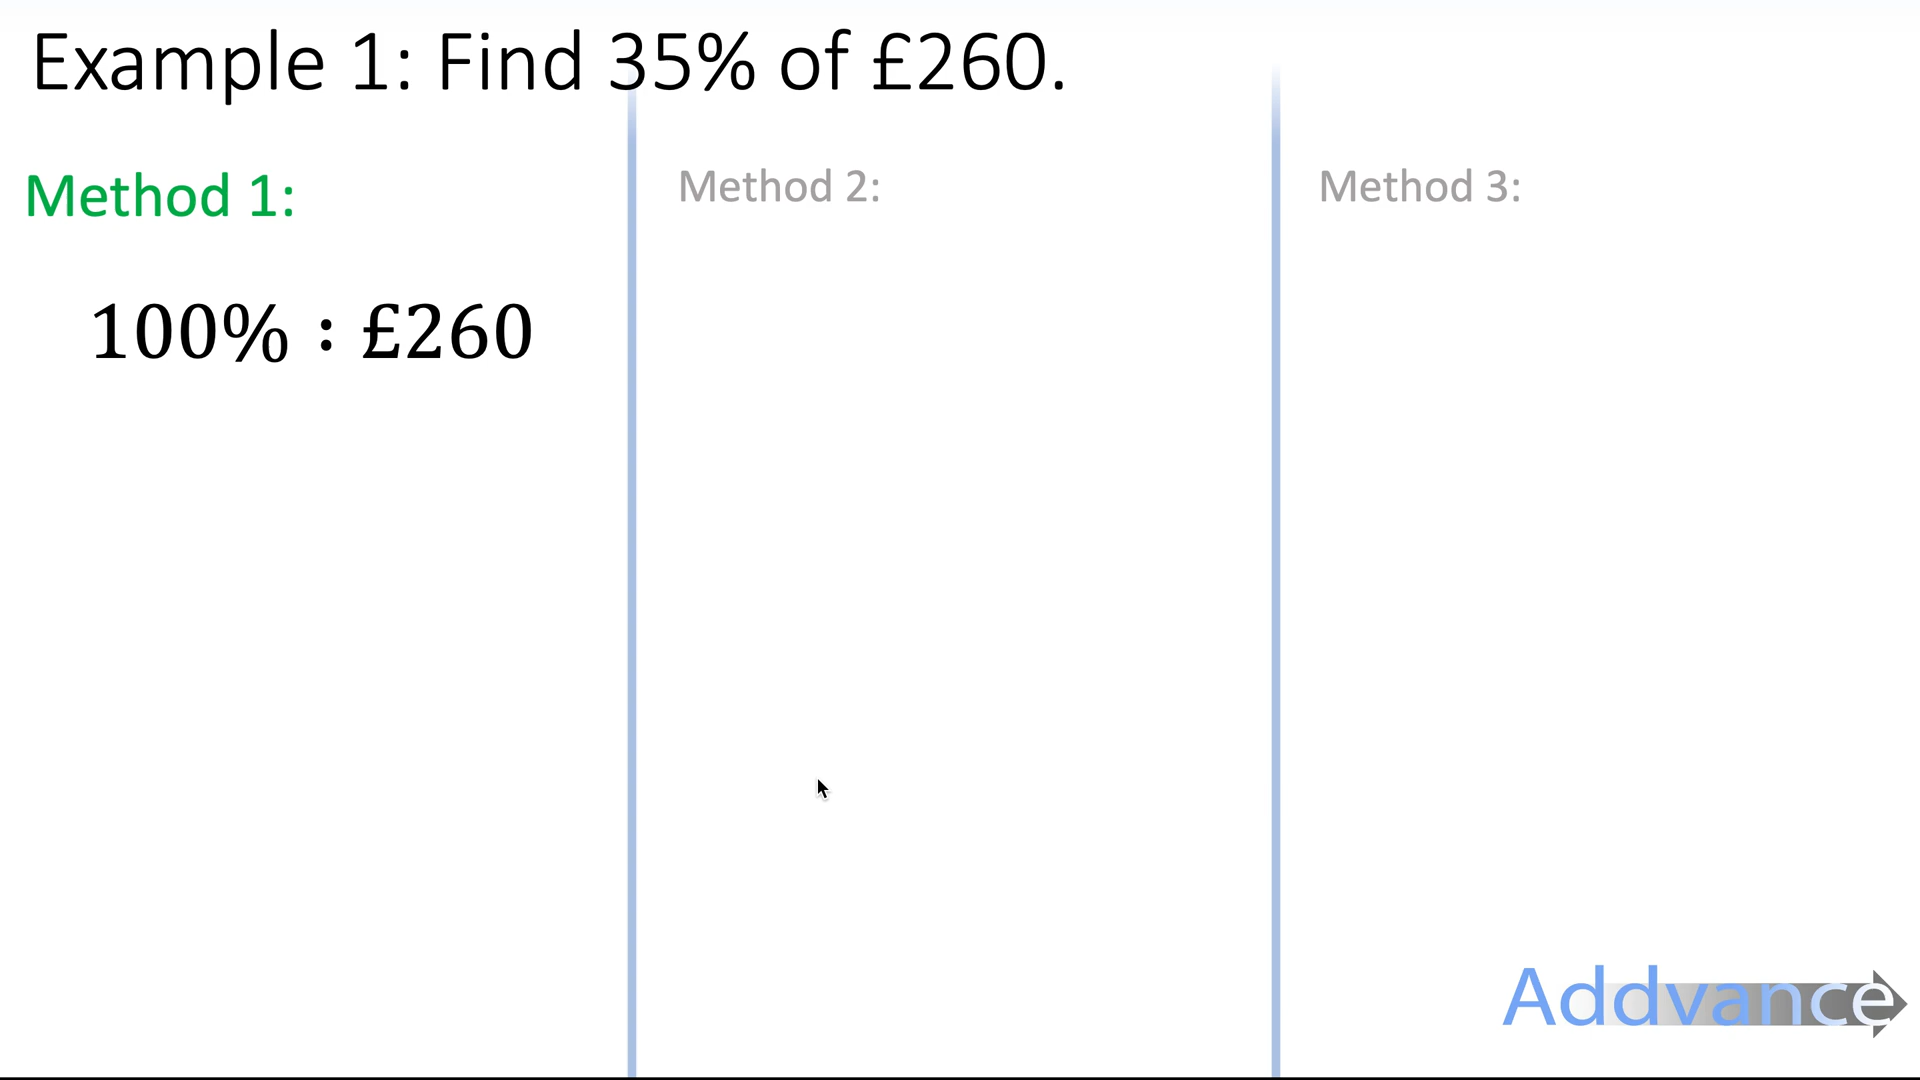 Example 1: Find 35% of £260.
Method 1:
100% : £260
Method 2:
Method 3:
Addvance